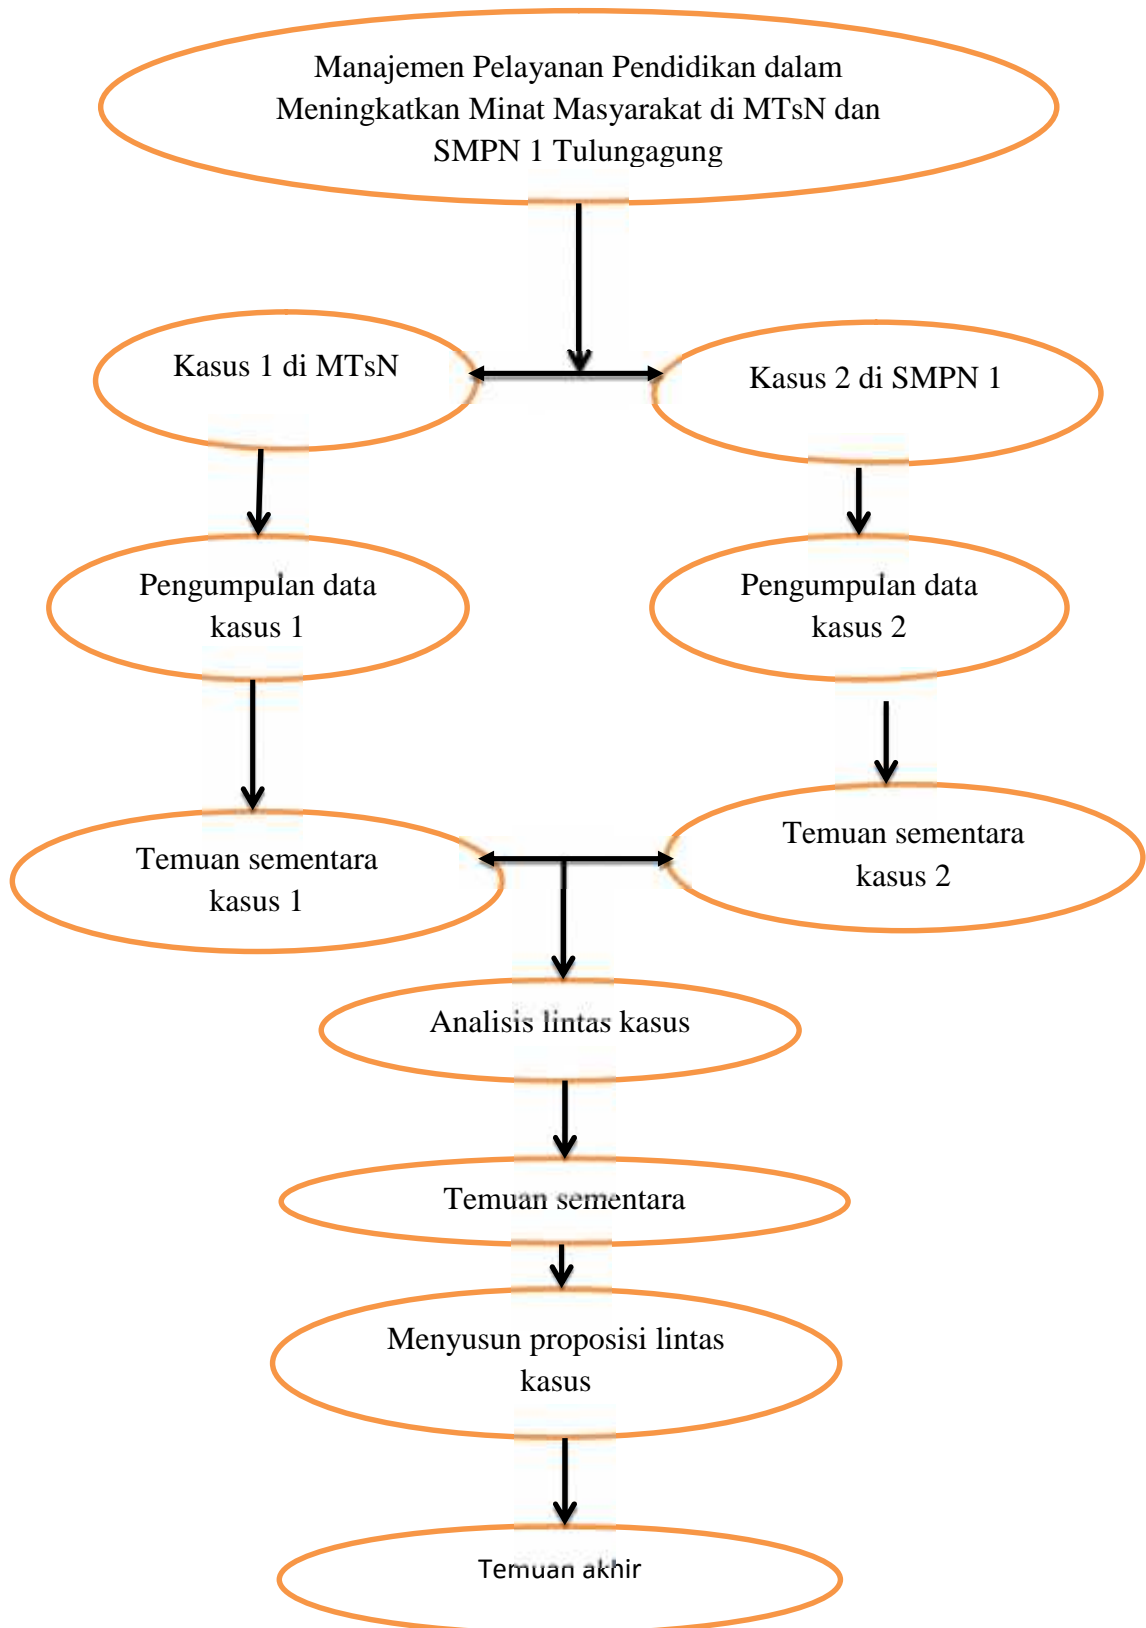 Manajemen Pelayanan Pendidikan dalam
Meningkatkan Minat Masyarakat di MTsN dan
SMPN 1 Tulungagung
Kasus 1 di MTsN
Kasus 2 di SMPN 1
Pengumpulan data
kasus 1
Pengumpulan data
kasus 2
Temuan sementara
kasus 1
Temuan sementara
kasus 2
Analisis lintas kasus
Temuan sementara
Menyusun proposisi lintas
kasus
Temuan akhir